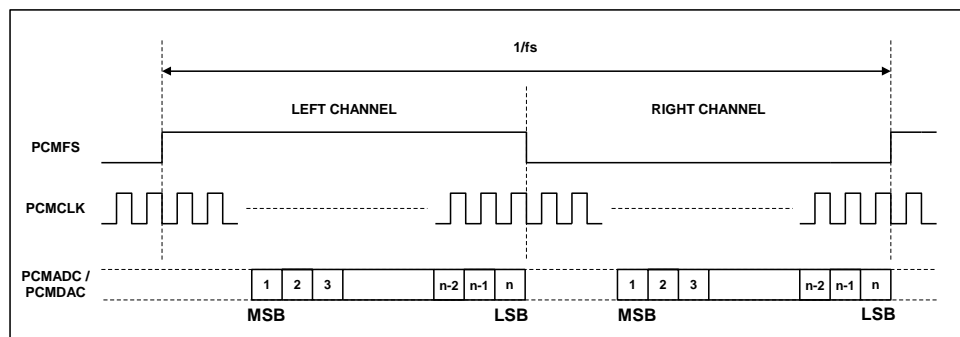 1/fs
LEFT CHANNEL RIGHT CHANNEL
PCMFS
PCMCLK
PCMADC /
PCMDAC
1 2 3 n-2 n-1 n 1 2 3 n-2 n-1 n
MSB LSB MSB LSB